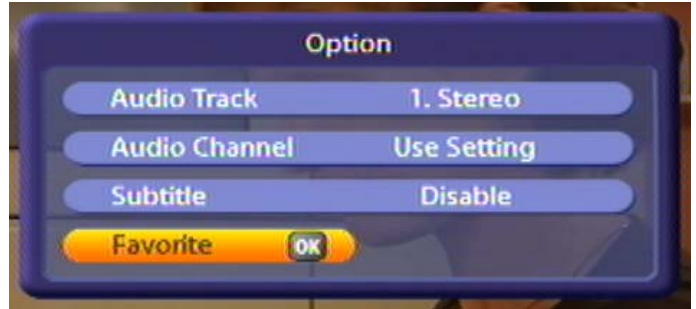 Option
Audio Track 1. Stereo
Audio Channel Use Setting
Subtitle Disable
Favorite OK